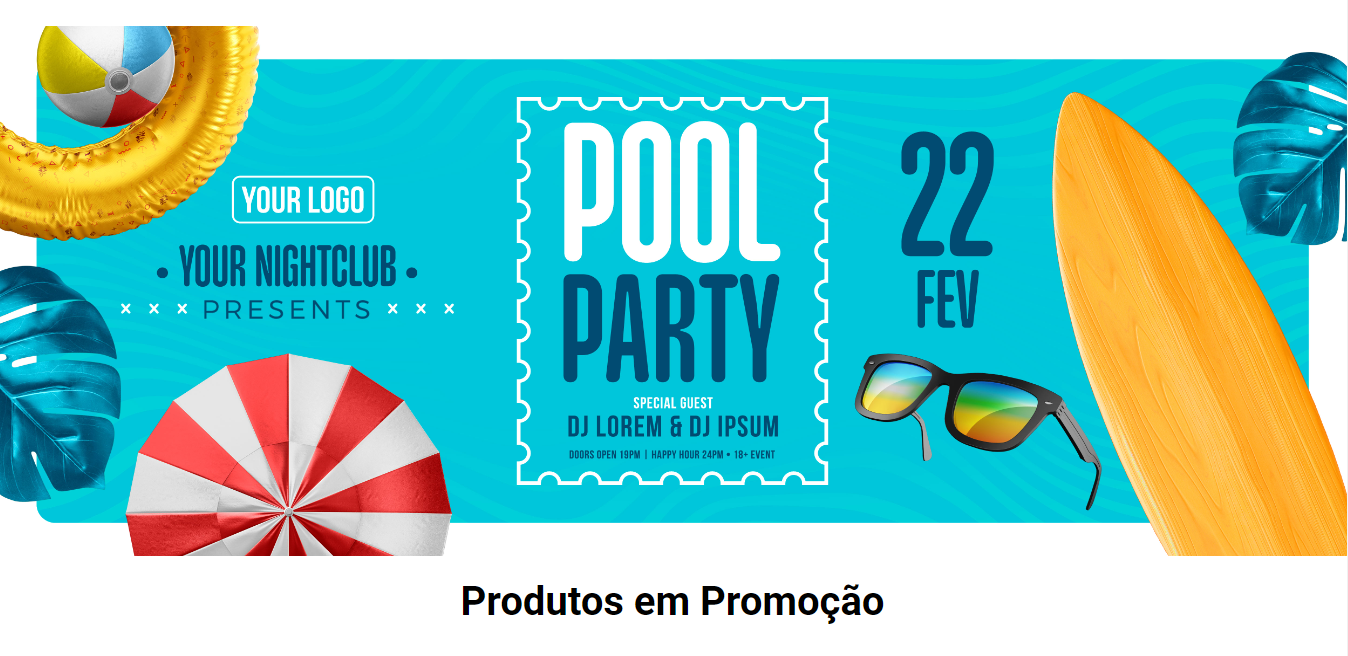 YOUR LOGO
• YOUR NIGHTCLUB •
x x x PRESENTS x x x
POOL
PARTY
SPECIAL GUEST
DJ LOREM & DJ IPSUM
DOORS OPEN 19PM | HAPPY HOUR 24PM • 18+ EVENT
22
FEV
Produtos em Promoção